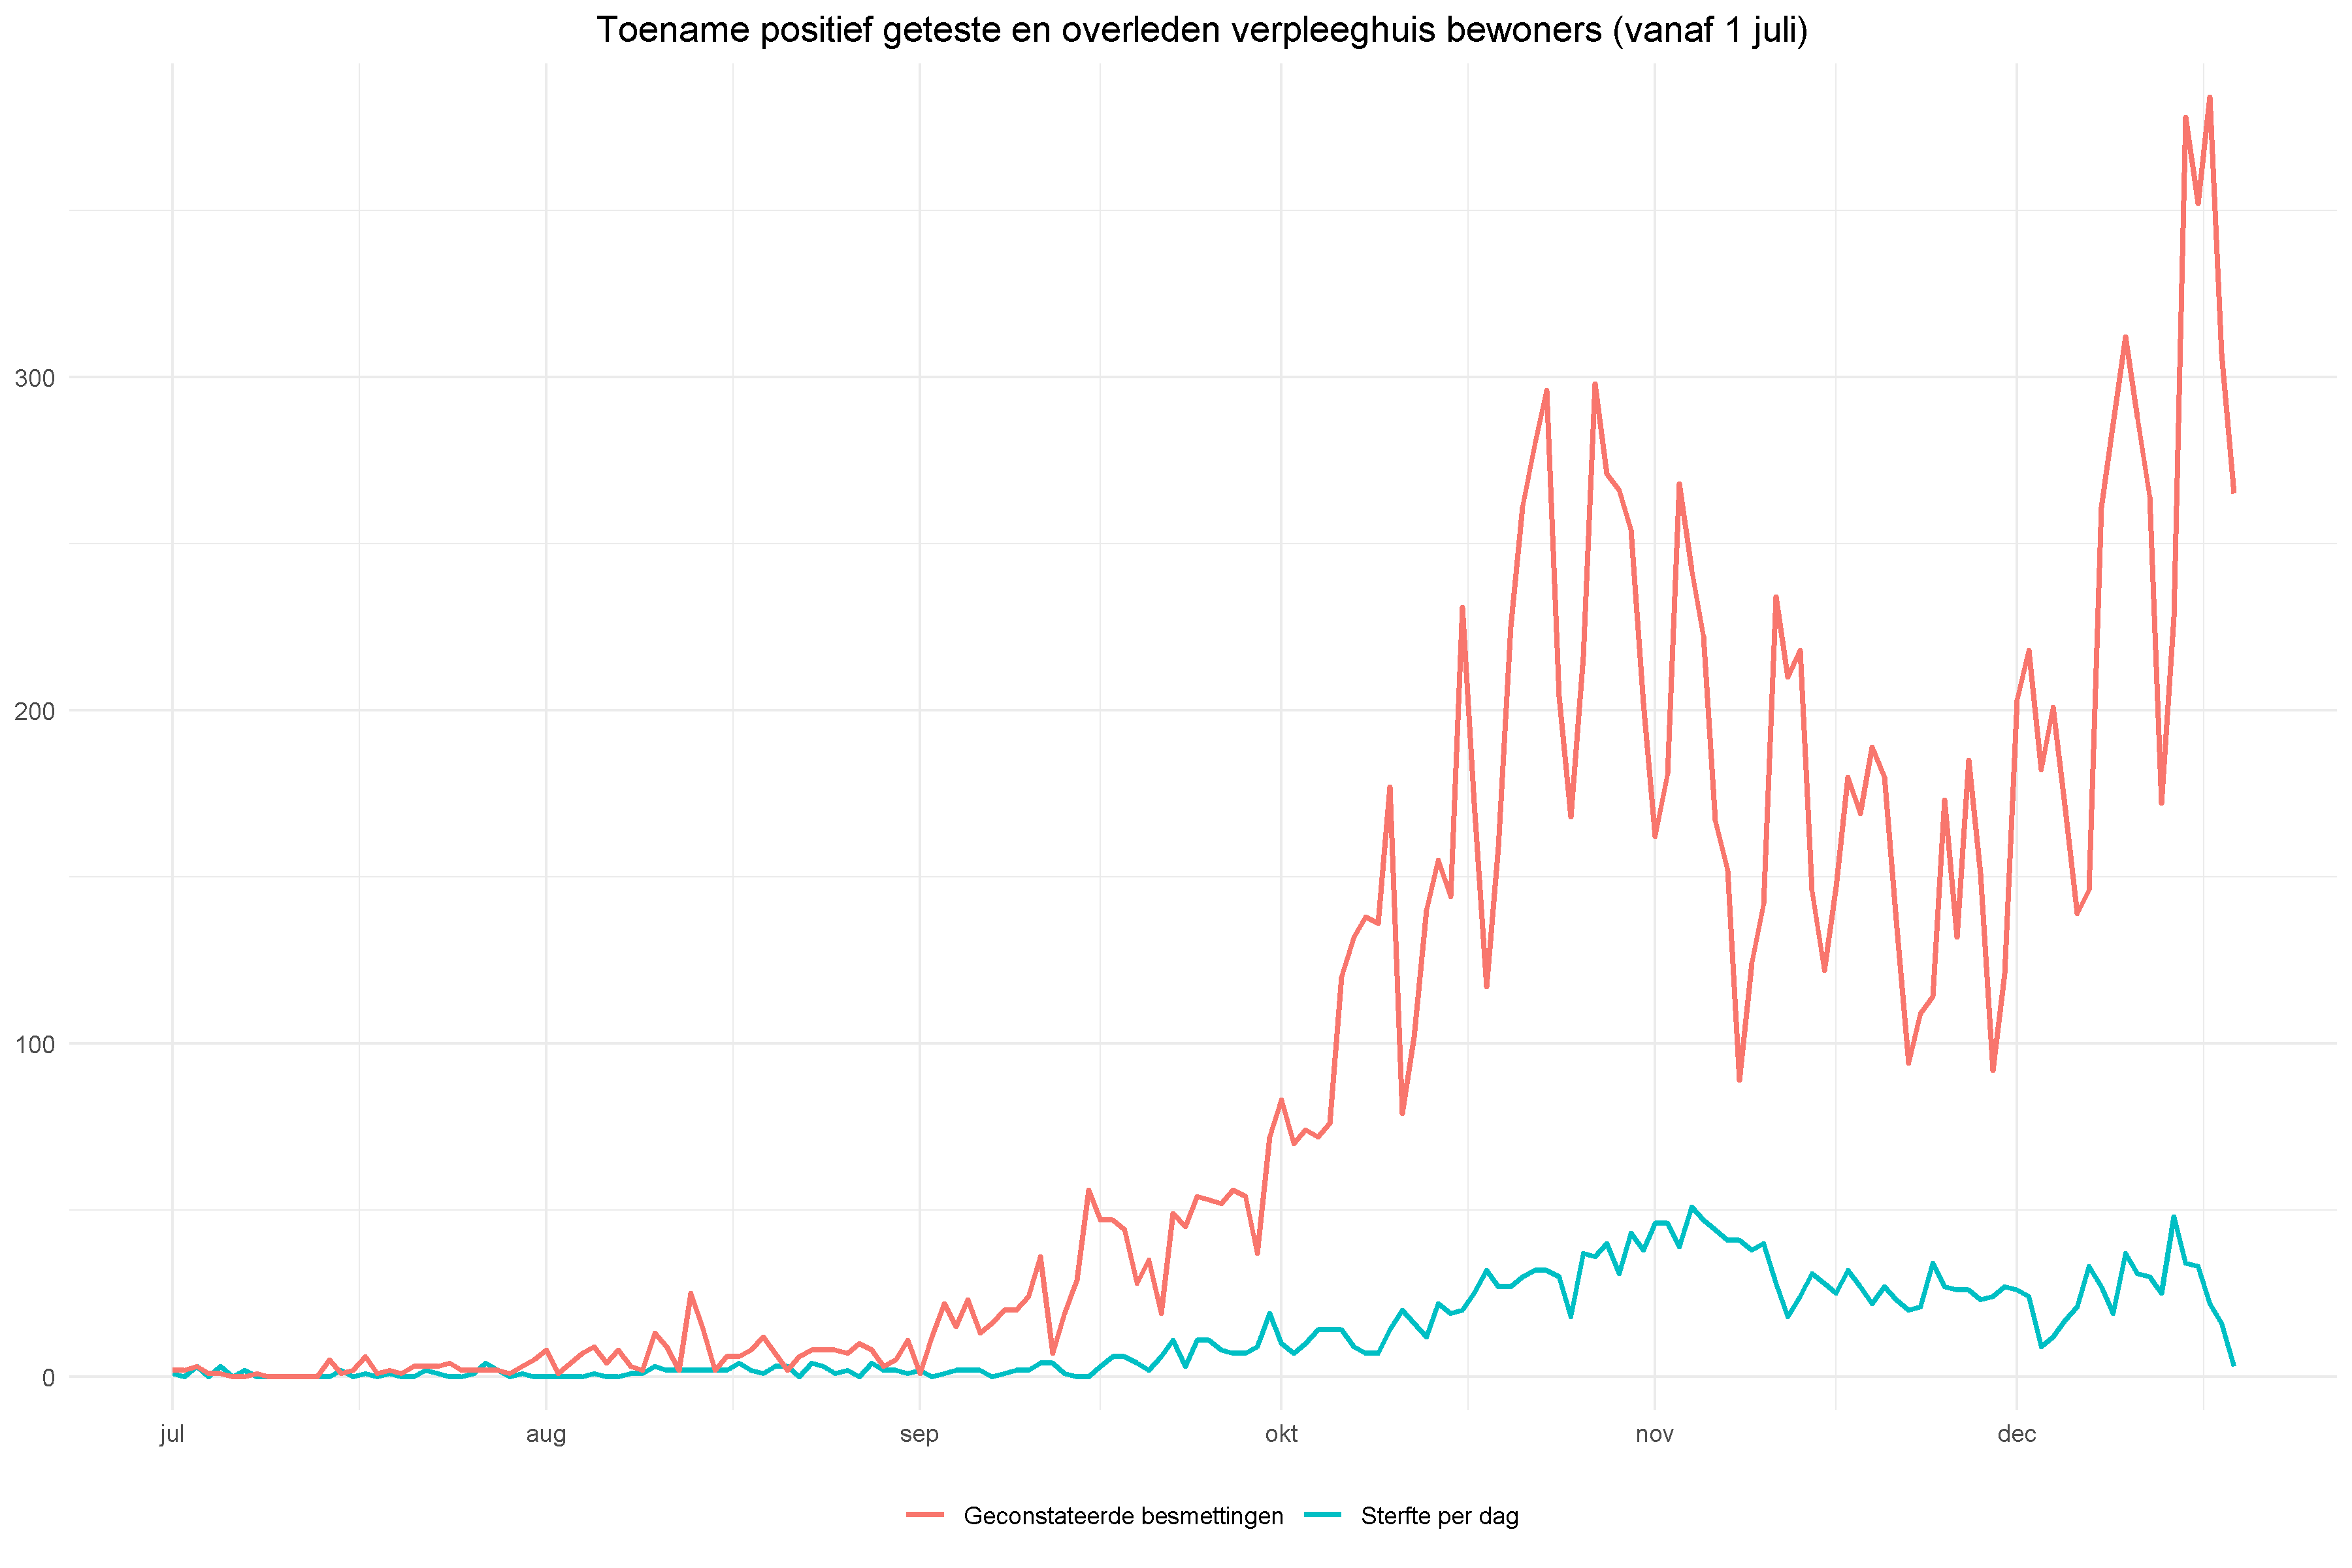 Toename positief geteste en overleden verpleeghuis bewoners (vanaf 1 juli)
300
200
100
0
jul aug sep okt nov dec
Geconstateerde besmettingen Sterfte per dag